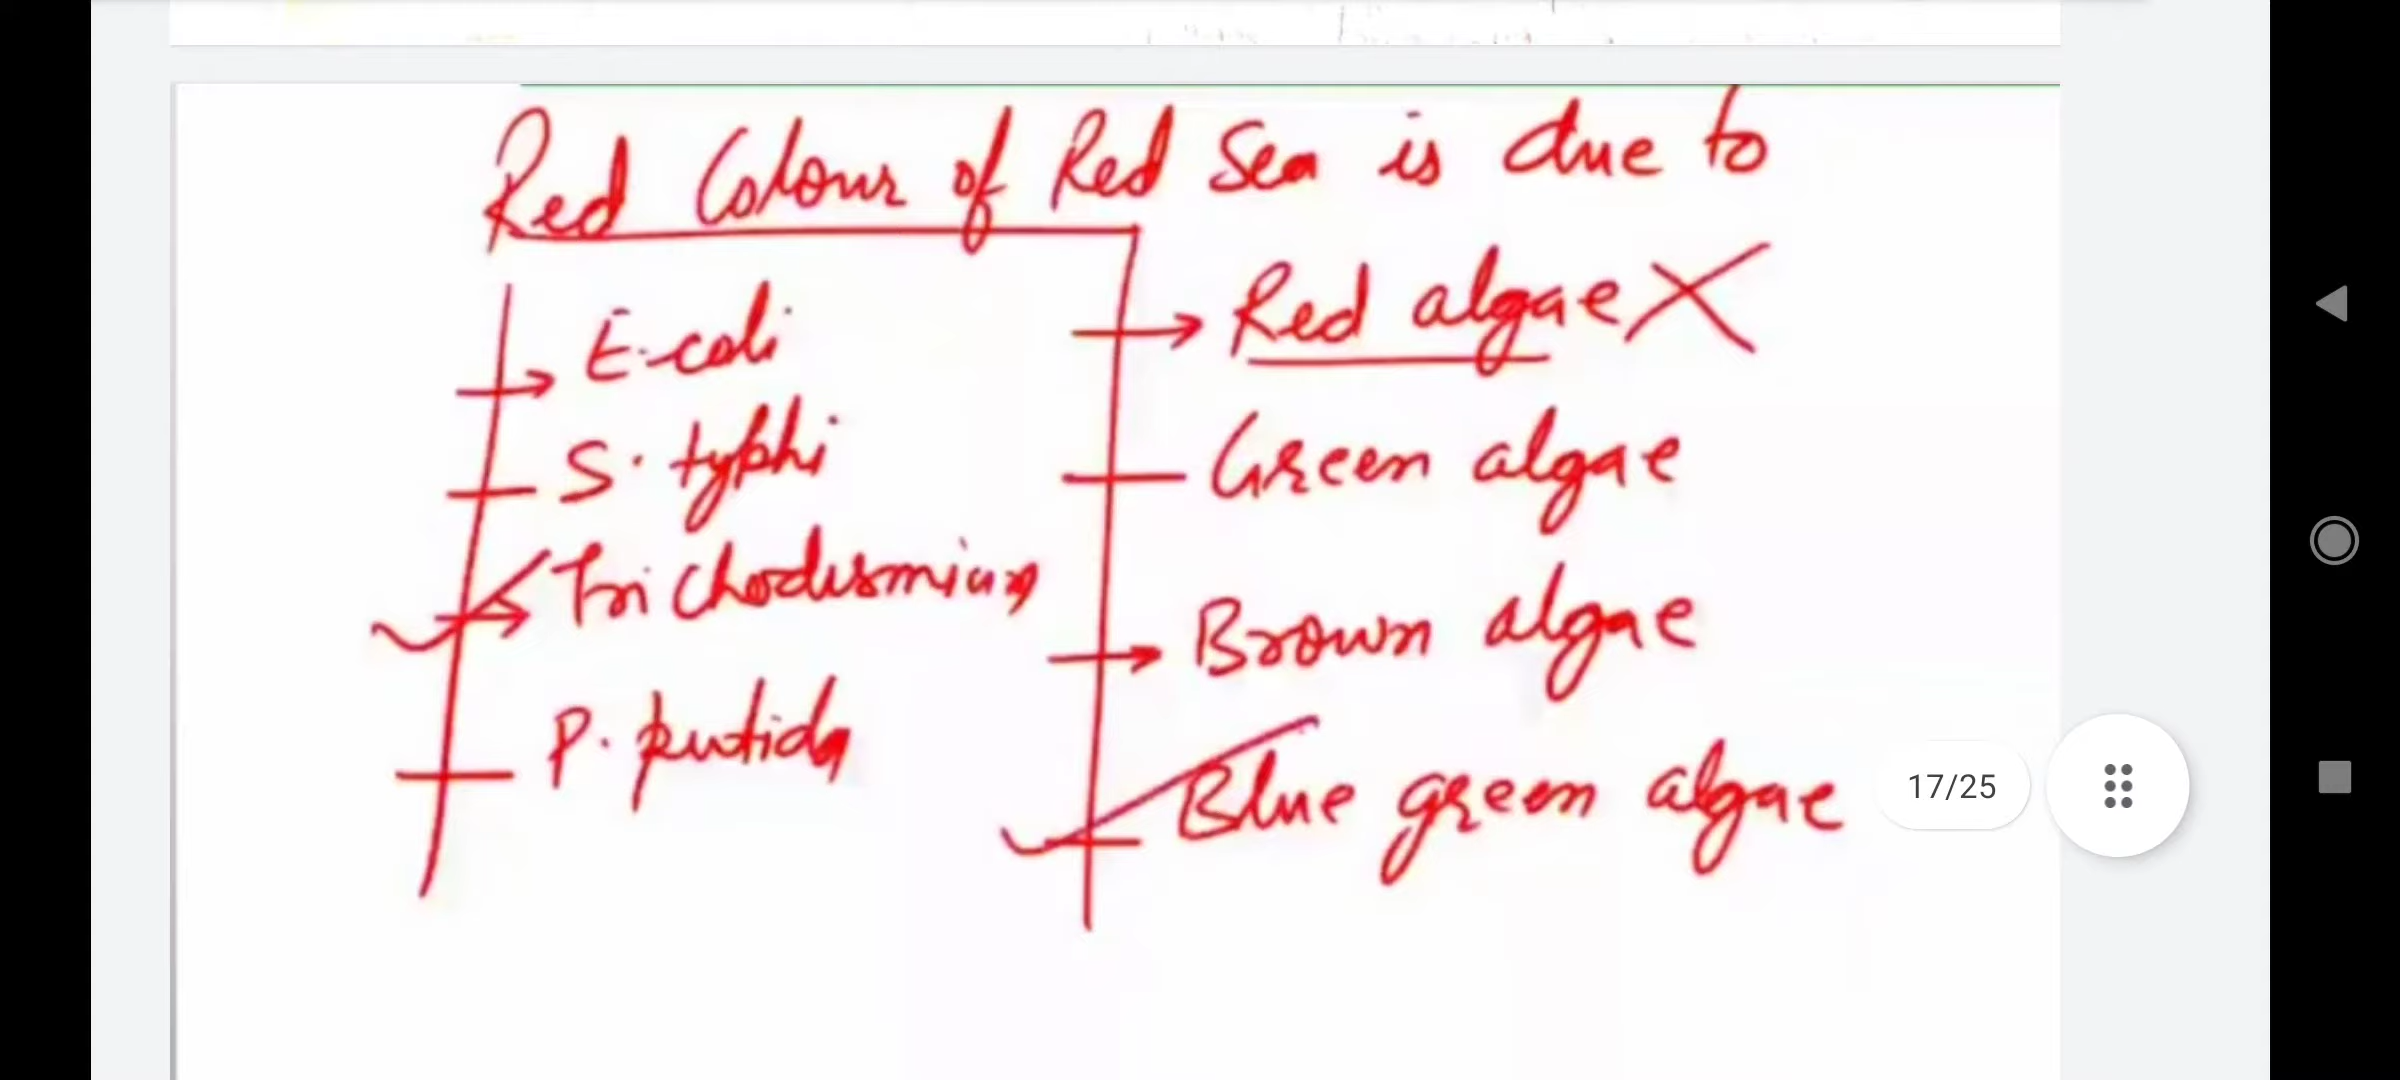 Red Colour of Red Sea is due to
E.coli
S. typhi
Trichodesmium
P. putida
Red algae X
Green algae
Brown algae
Blue green algae
17/25